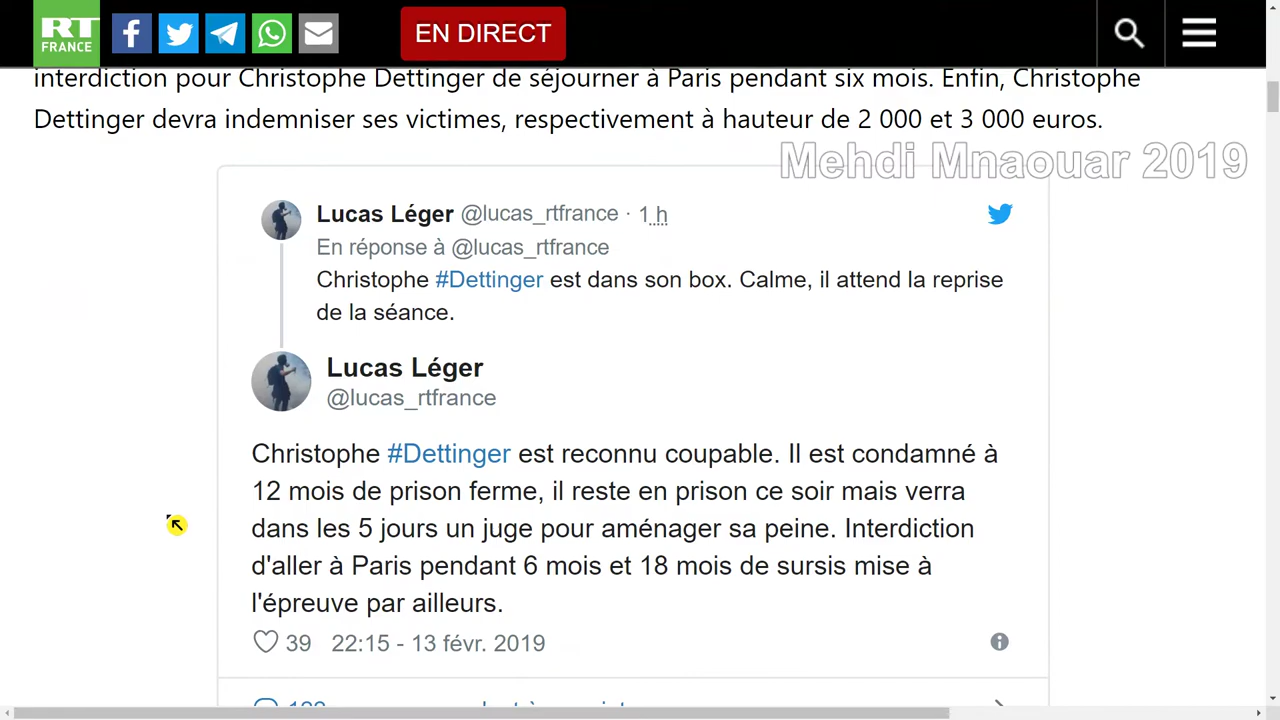 RT
FRANCE
EN DIRECT
interdiction pour Christophe Dettinger de séjourner à Paris pendant six mois. Enfin, Christophe
Dettinger devra indemniser ses victimes, respectivement à hauteur de 2 000 et 3 000 euros.
Mehdi Mnaouar 2019
Lucas Léger @lucas_rtfrance · 1 h
En réponse à @lucas_rtfrance
Christophe #Dettinger est dans son box. Calme, il attend la reprise
de la séance.
Lucas Léger
@lucas_rtfrance
Christophe #Dettinger est reconnu coupable. Il est condamné à
12 mois de prison ferme, il reste en prison ce soir mais verra
dans les 5 jours un juge pour aménager sa peine. Interdiction
d'aller à Paris pendant 6 mois et 18 mois de sursis mise à
l'épreuve par ailleurs.
39 22:15 - 13 févr. 2019